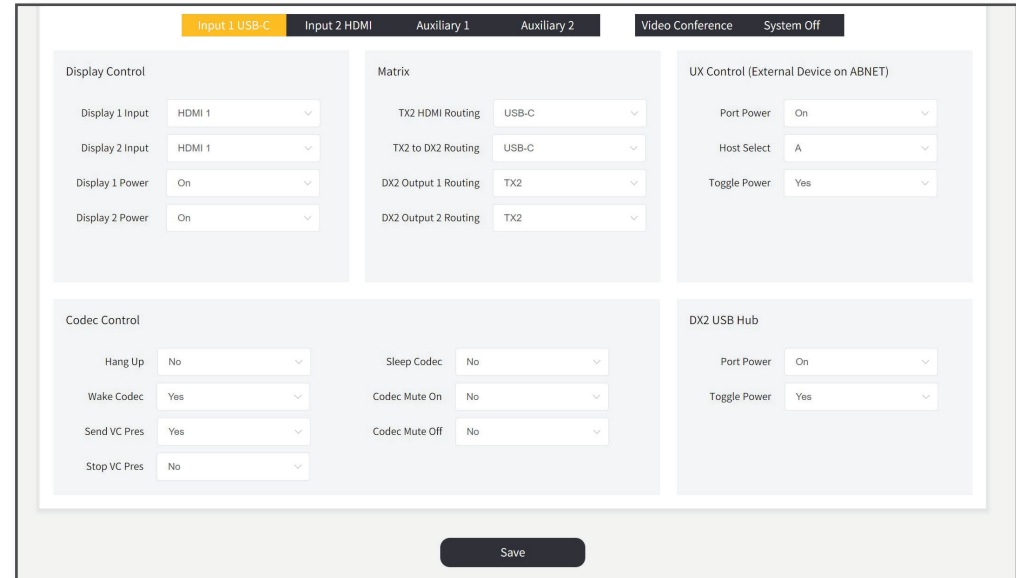 Input 1 USB-C Input 2 HDMI Auxiliary 1 Auxiliary 2 Video Conference System Off
Display Control
Display 1 Input HDMI 1
Display 2 Input HDMI 1
Display 1 Power On
Display 2 Power On
Matrix
TX2 HDMI Routing USB-C
TX2 to DX2 Routing USB-C
DX2 Output 1 Routing TX2
DX2 Output 2 Routing TX2
UX Control (External Device on ABNET)
Port Power On
Host Select A
Toggle Power Yes
Codec Control
Hang Up No
Wake Codec Yes
Send VC Pres Yes
Stop VC Pres No
Sleep Codec No
Codec Mute On No
Codec Mute Off No
DX2 USB Hub
Port Power On
Toggle Power Yes
Save